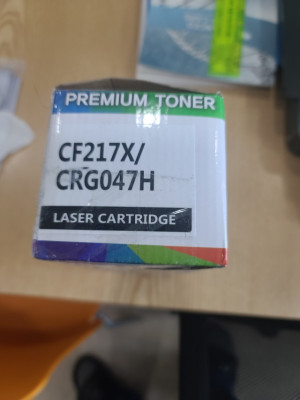 PREMIUM TONER
CF217X/
CRG047H
LASER CARTRIDGE